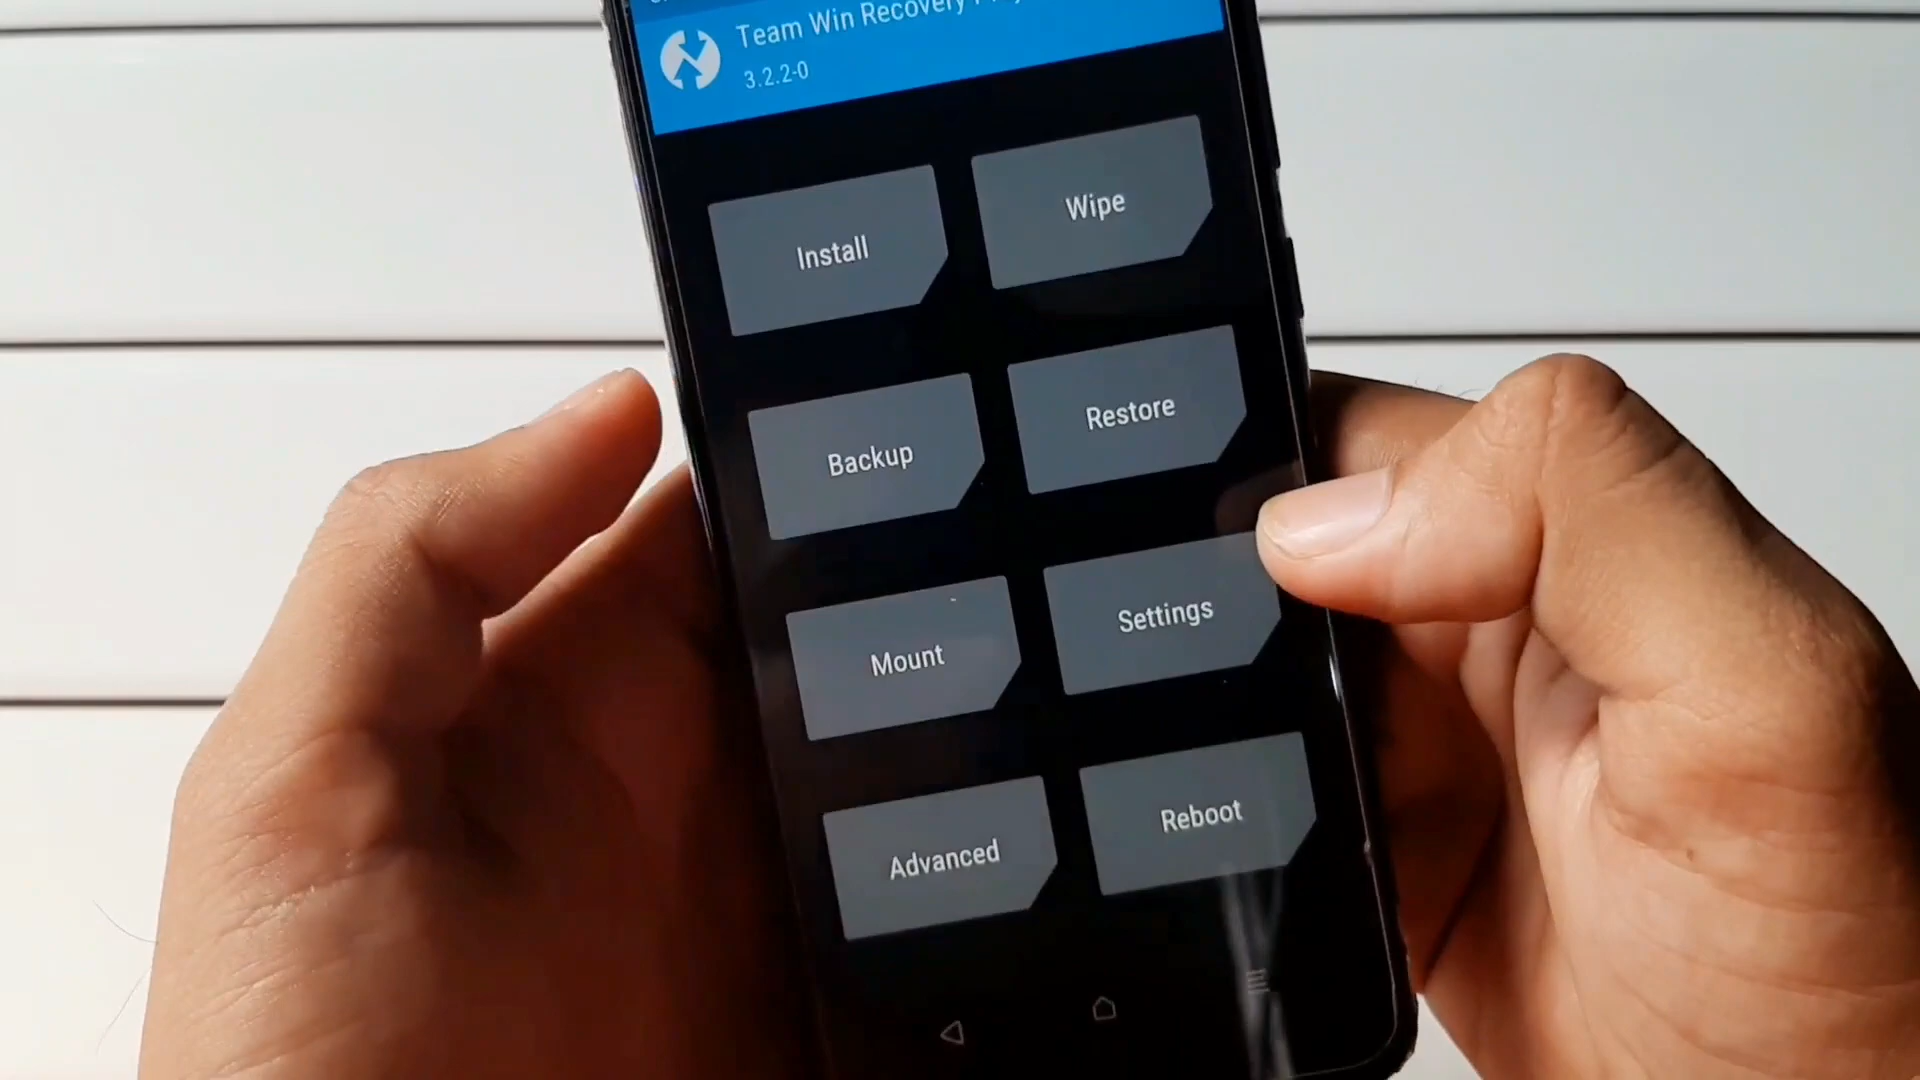 Team Win Recovery
3.2.2-0
Install
Wipe
Backup
Restore
Mount
Settings
Advanced
Reboot